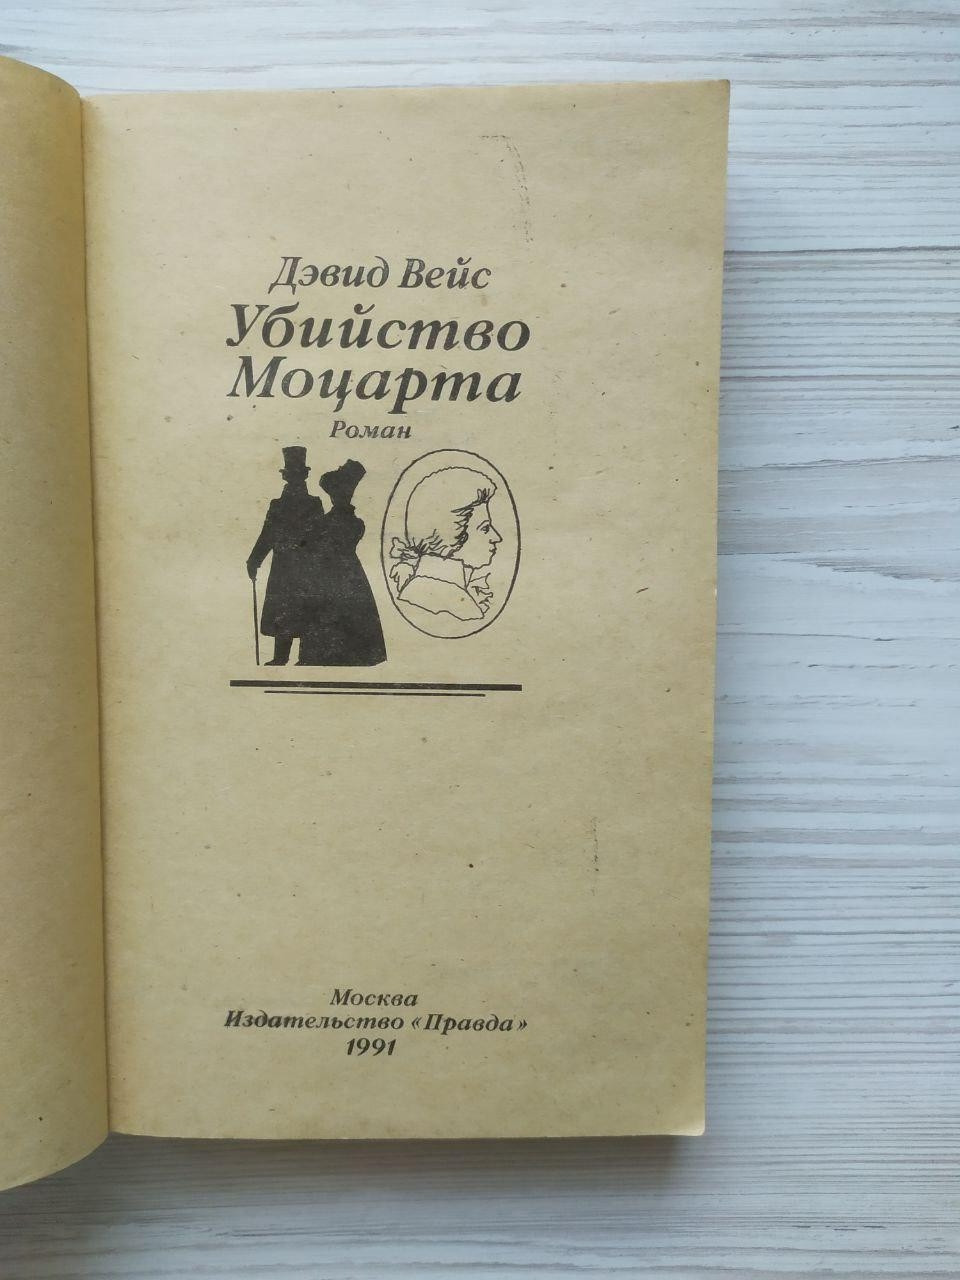 Дэвид Вейс
Убийство
Моцарта
Роман
Москва
Издательство «Правда»
1991